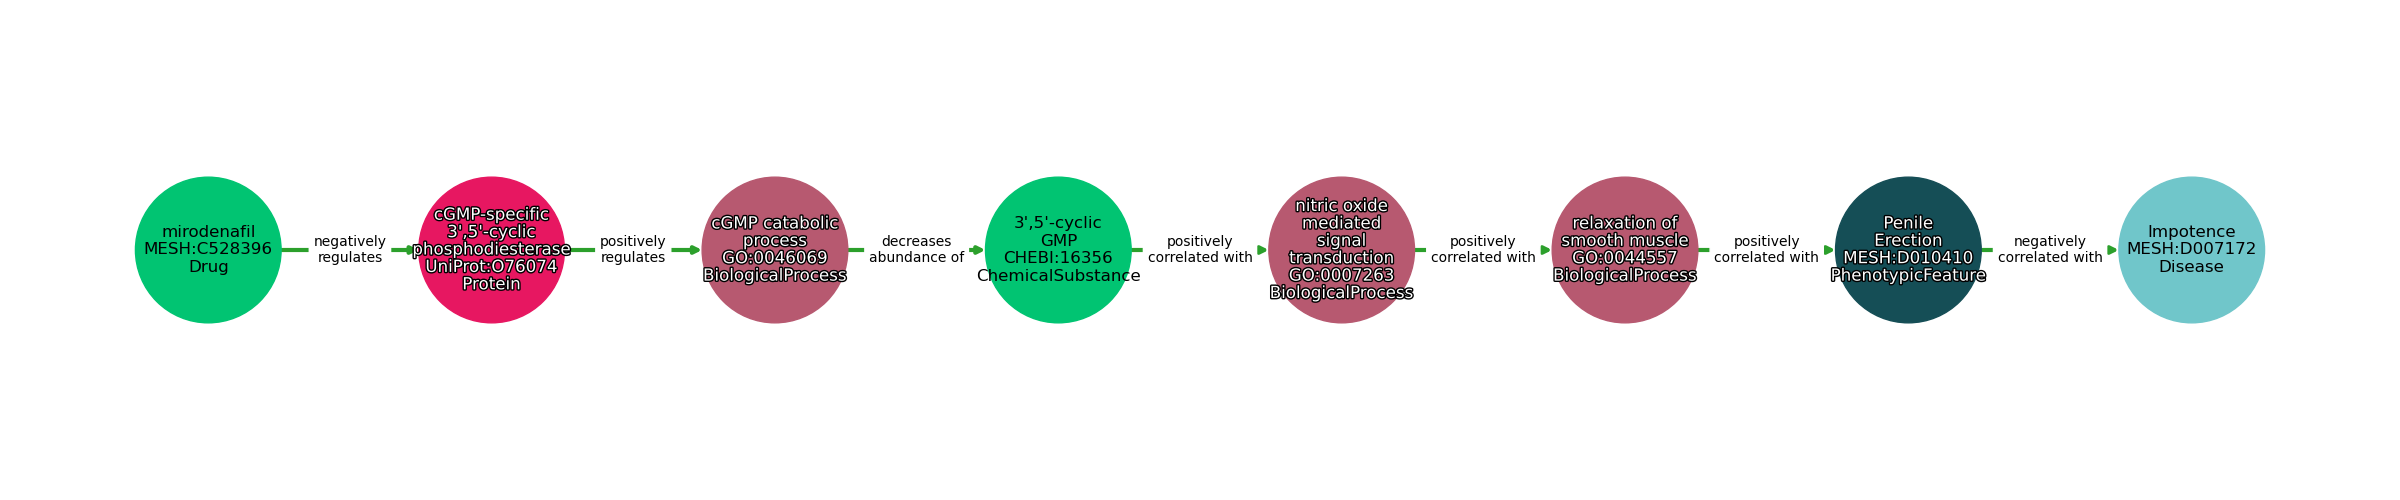 mirodenafil
MESH:C528396
Drug
negatively
regulates
cGMP-specific
3',5'-cyclic
phosphodiesterase
UniProt:O76074
Protein
positively
regulates
cGMP catabolic
process
GO:0046069
BiologicalProcess
decreases
abundance of
3',5'-cyclic
GMP
CHEBI:16356
ChemicalSubstance
positively
correlated with
nitric oxide
mediated
signal
transduction
GO:0007263
BiologicalProcess
positively
correlated with
relaxation of
smooth muscle
GO:0044557
BiologicalProcess
positively
correlated with
Penile
Erection
MESH:D010410
PhenotypicFeature
negatively
correlated with
Impotence
MESH:D007172
Disease